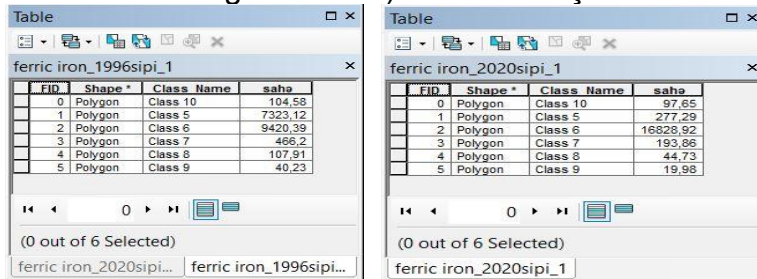 Table
ferric iron_1996sipi_1
FID Shape * Class_Name sahə
0 Polygon Class 10 104,58
1 Polygon Class 5 7323,12
2 Polygon Class 6 9420,39
3 Polygon Class 7 466,2
4 Polygon Class 8 107,91
5 Polygon Class 9 40,23
0
(0 out of 6 Selected)
ferric iron_2020sipi... ferric iron_1996sipi...
Table
ferric iron_2020sipi_1
FID Shape * Class_Name sahə
0 Polygon Class 10 97,65
1 Polygon Class 5 277,29
2 Polygon Class 6 16828,92
3 Polygon Class 7 193,86
4 Polygon Class 8 44,73
5 Polygon Class 9 19,98
0
(0 out of 6 Selected)
ferric iron_2020sipi_1